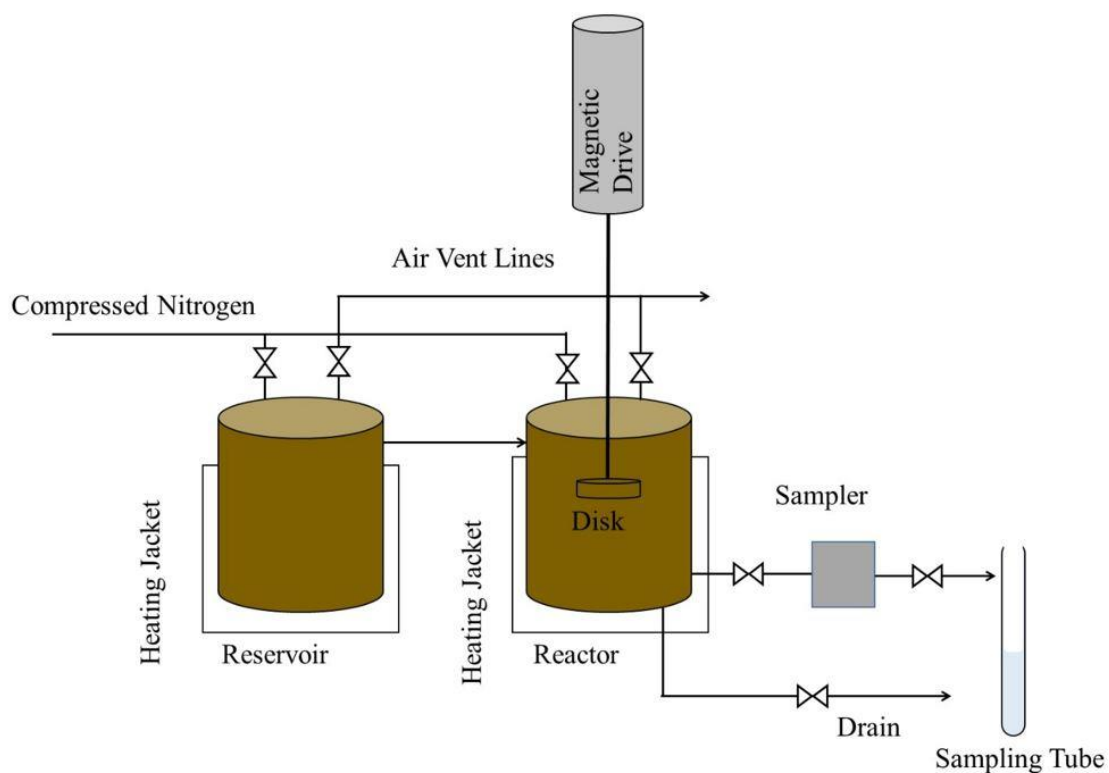 Magnetic
Drive
Air Vent Lines
Compressed Nitrogen
Heating Jacket
Heating Jacket
Disk
Sampler
Reservoir
Reactor
Drain
Sampling Tube